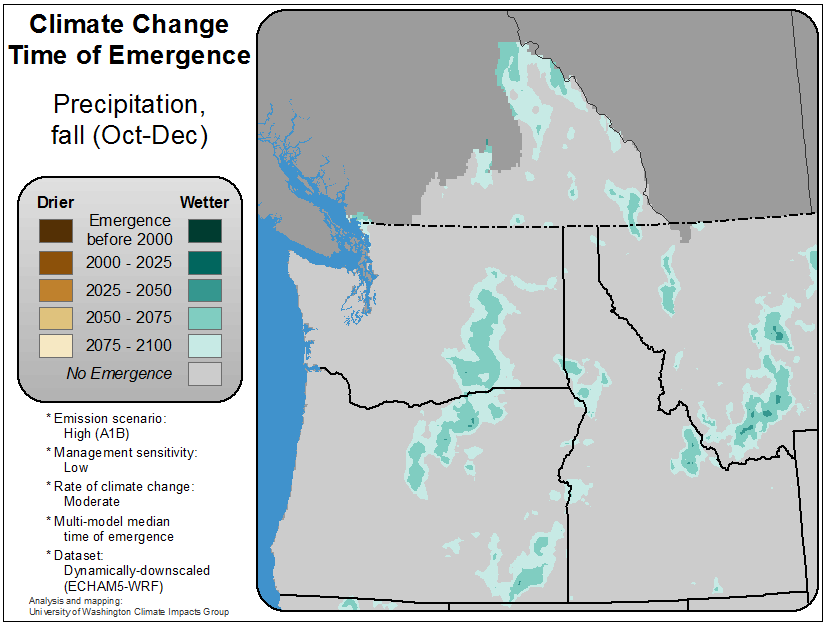 Climate Change
Time of Emergence
Precipitation,
fall (Oct-Dec)
Drier Wetter
Emergence
before 2000
2000 - 2025
2025 - 2050
2050 - 2075
2075 - 2100
No Emergence
* Emission scenario:
High (A1B)
* Management sensitivity:
Low
* Rate of climate change:
Moderate
* Multi-model median
time of emergence
* Dataset:
Dynamically-downscaled
(ECHAM5-WRF)
Analysis and mapping:
University of Washington Climate Impacts Group